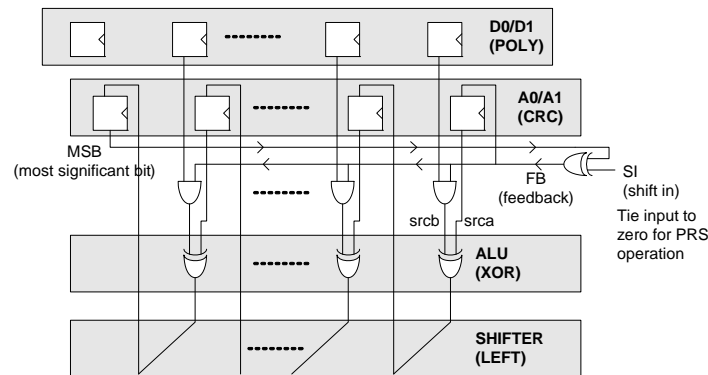 D0/D1
(POLY)
A0/A1
(CRC)
MSB
(most significant bit)
FB
(feedback)
SI
(shift in)
Tie input to
zero for PRS
operation
srcb
srca
ALU
(XOR)
SHIFTER
(LEFT)